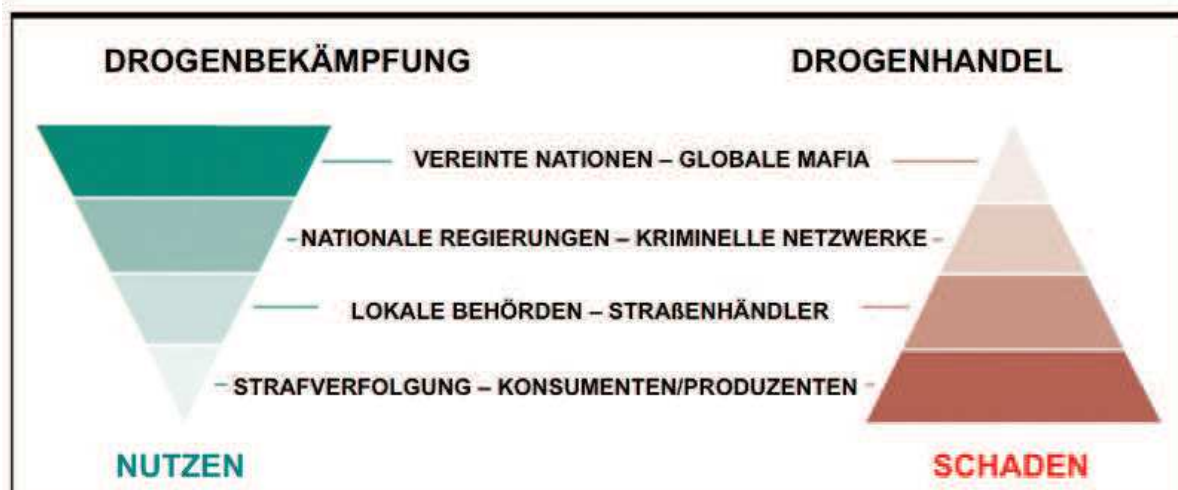 DROGENBEKÄMPFUNG
DROGENHANDEL
VEREINTE NATIONEN – GLOBALE MAFIA
NATIONALE REGIERUNGEN – KRIMINELLE NETZWERKE
LOKALE BEHÖRDEN – STRAßENHÄNDLER
STRAFVERFOLGUNG – KONSUMENTEN/PRODUZENTEN
NUTZEN
SCHADEN